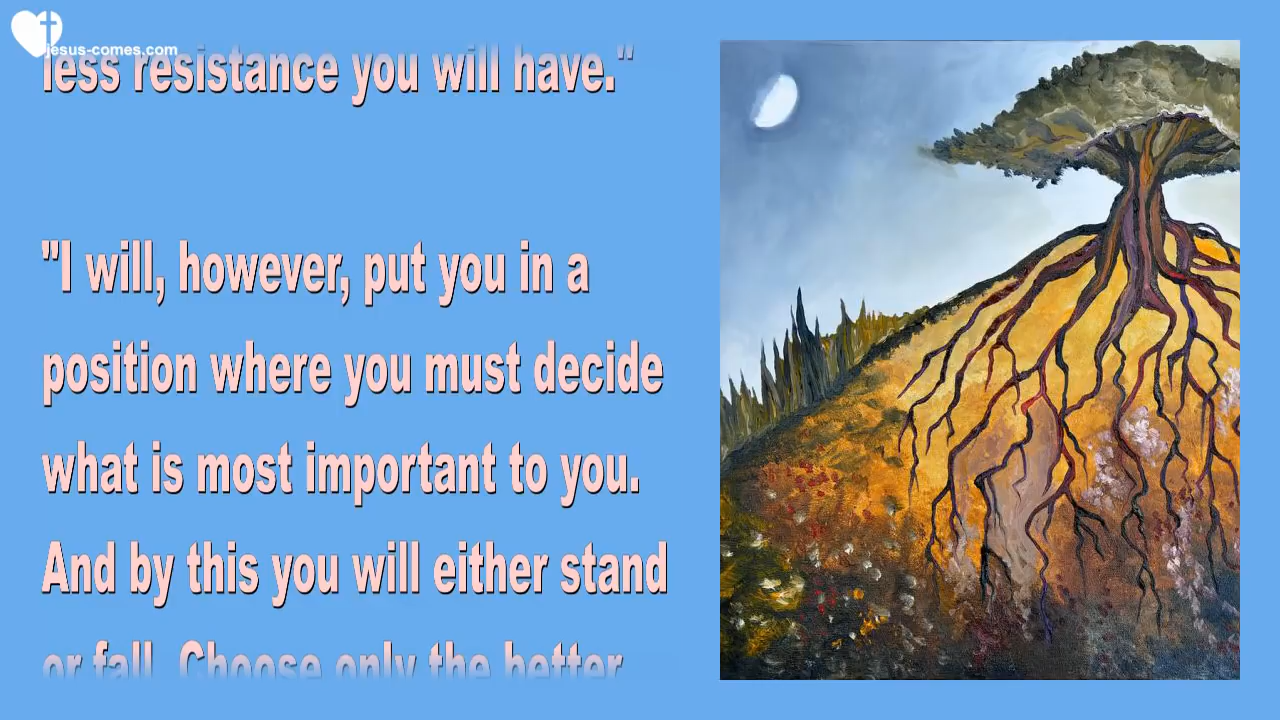 jesus-comes.com
less resistance you will have."
"I will, however, put you in a
position where you must decide
what is most important to you.
And by this you will either stand
or fall. Choose only the better